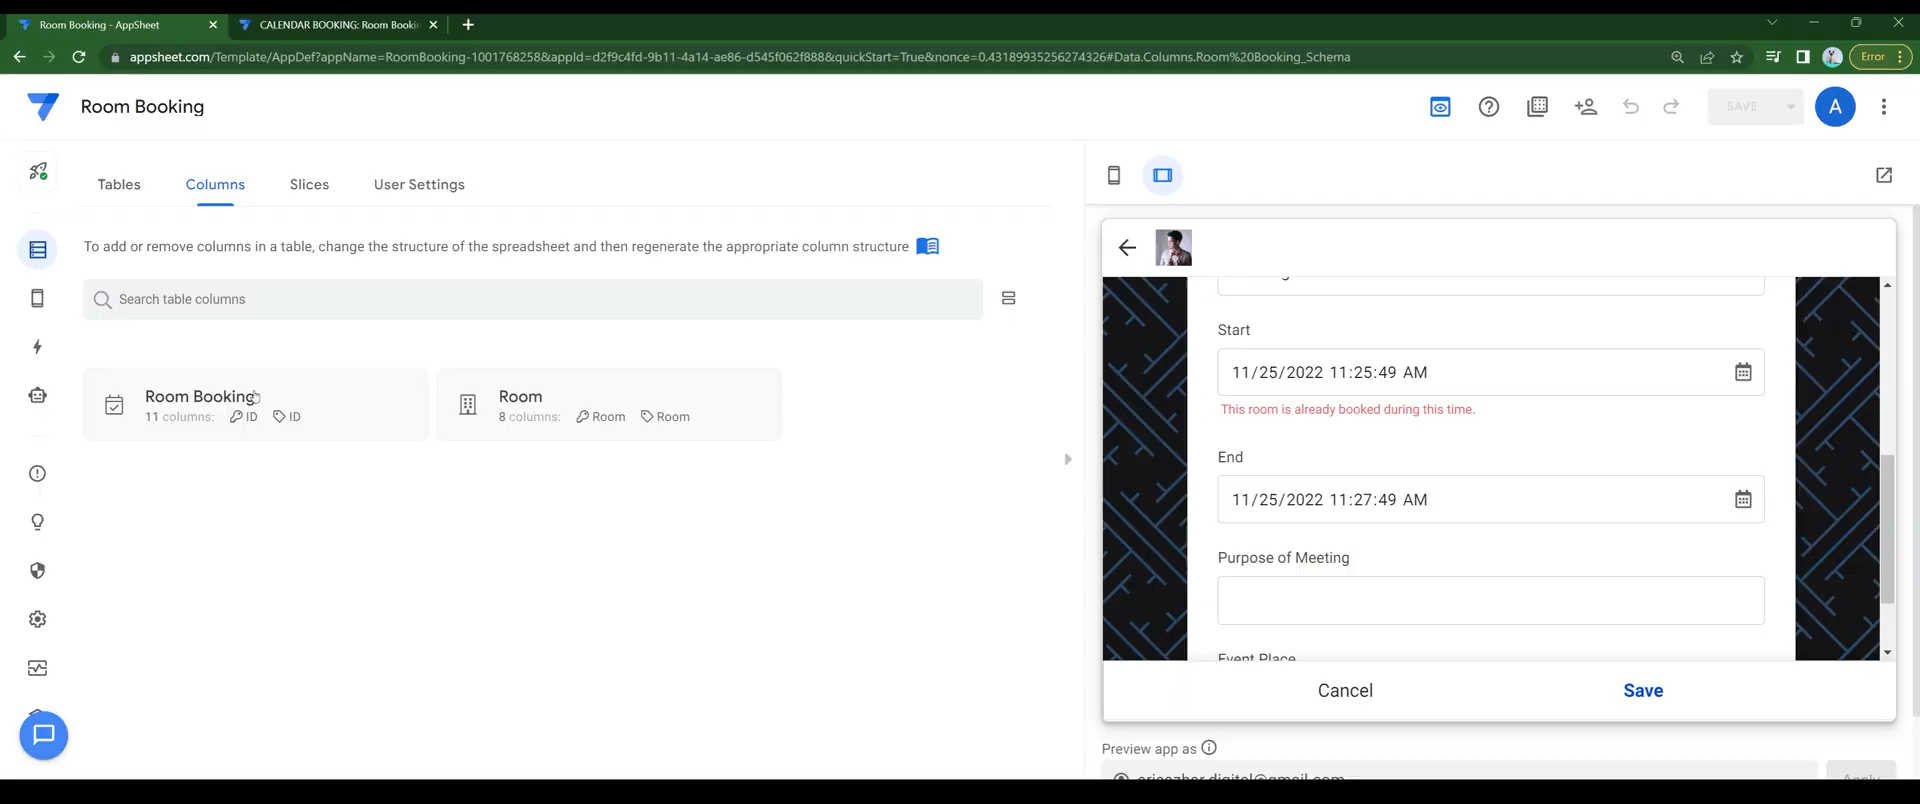 Room Booking - AppSheet
CALENDAR BOOKING: Room Bookin
appsheet.com/Template/AppDef?appName=RoomBooking-1001768258&appId=d2f9c4fd-9b11-4a14-ae86-d545f062f888&quickStart=True&nonce=0.43189935256274326#Data.Columns.Room%20Booking_Schema
Error
Room Booking
SAVE
A
Tables
Columns
Slices
User Settings
To add or remove columns in a table, change the structure of the spreadsheet and then regenerate the appropriate column structure
Search table columns
Room Booking
11 columns: ID ID
Room
8 columns: Room Room
Start
11/25/2022 11:25:49 AM
This room is already booked during this time.
End
11/25/2022 11:27:49 AM
Purpose of Meeting
Event Place
Cancel
Save
Preview app as
Apply